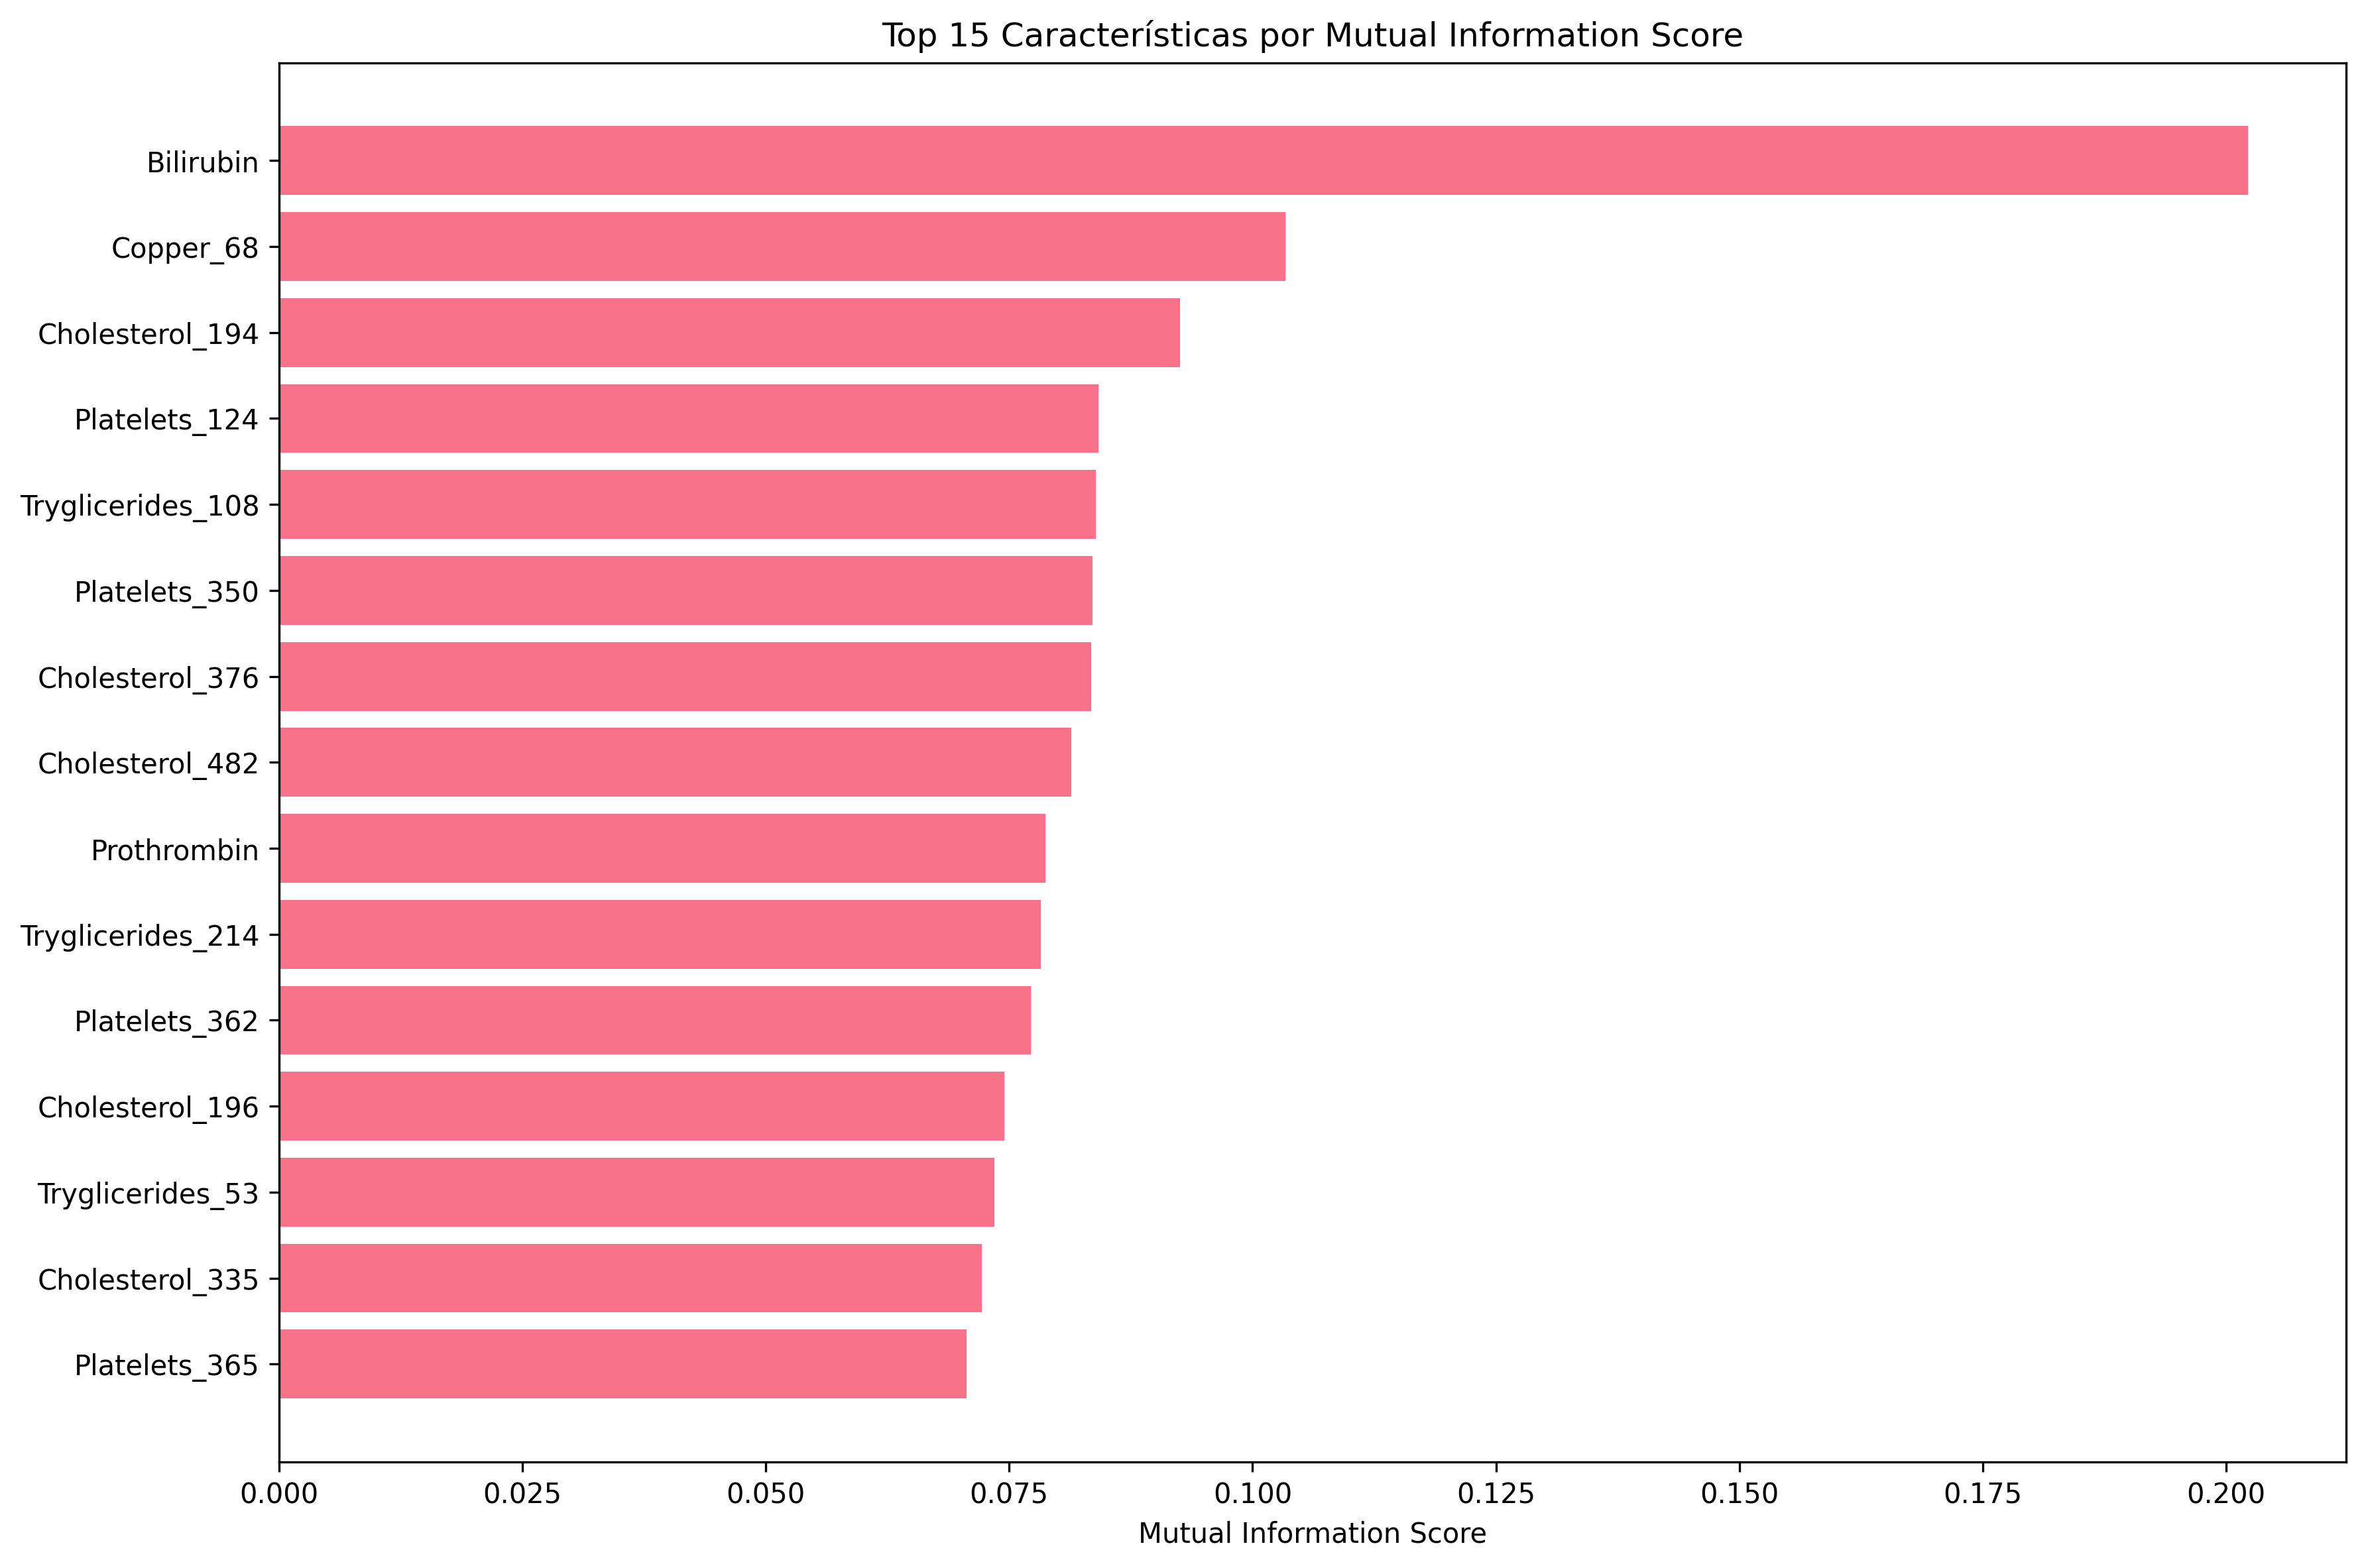 Top 15 Características por Mutual Information Score
Bilirubin
Copper_68
Cholesterol_194
Platelets_124
Tryglicerides_108
Platelets_350
Cholesterol_376
Cholesterol_482
Prothrombin
Tryglicerides_214
Platelets_362
Cholesterol_196
Tryglicerides_53
Cholesterol_335
Platelets_365
0.000 0.025 0.050 0.075 0.100 0.125 0.150 0.175 0.200
Mutual Information Score